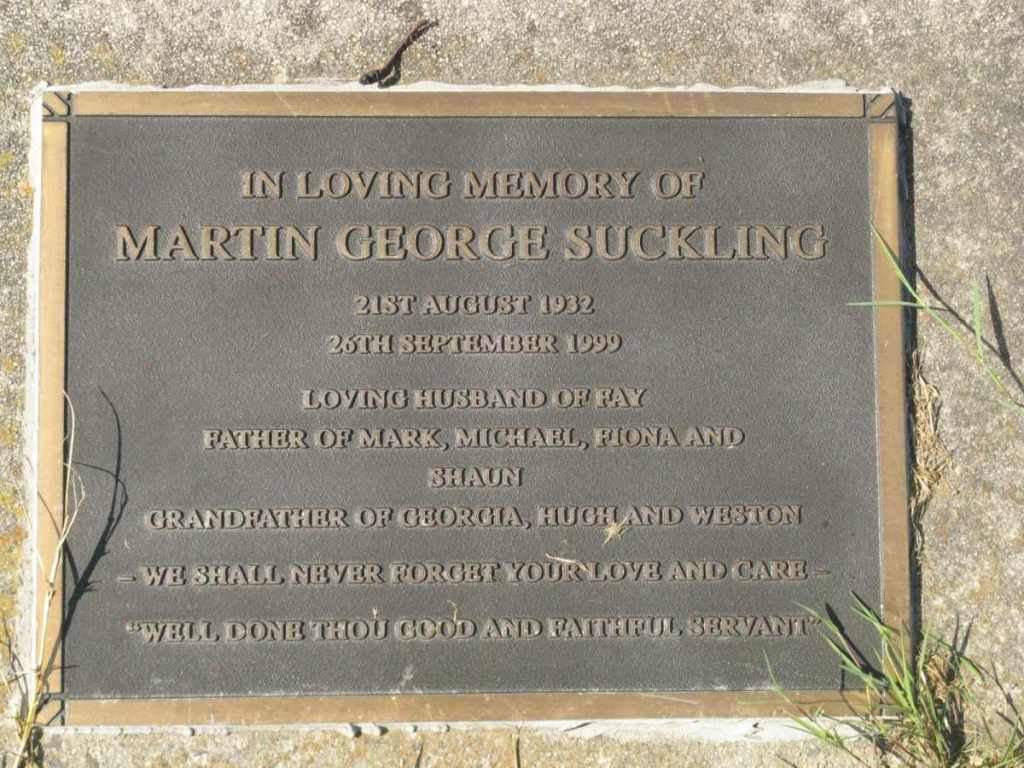 IN LOVING MEMORY OF
MARTIN GEORGE SUCKLING
21ST AUGUST 1932
26TH SEPTEMBER 1999
LOVING HUSBAND OF FAY
FATHER OF MARK, MICHAEL, FIONA AND
SHAUN
GRANDFATHER OF GEORGIA, HUGH AND WESTON
– WE SHALL NEVER FORGET YOUR LOVE AND CARE –
“WELL DONE THOU GOOD AND FAITHFUL SERVANT”